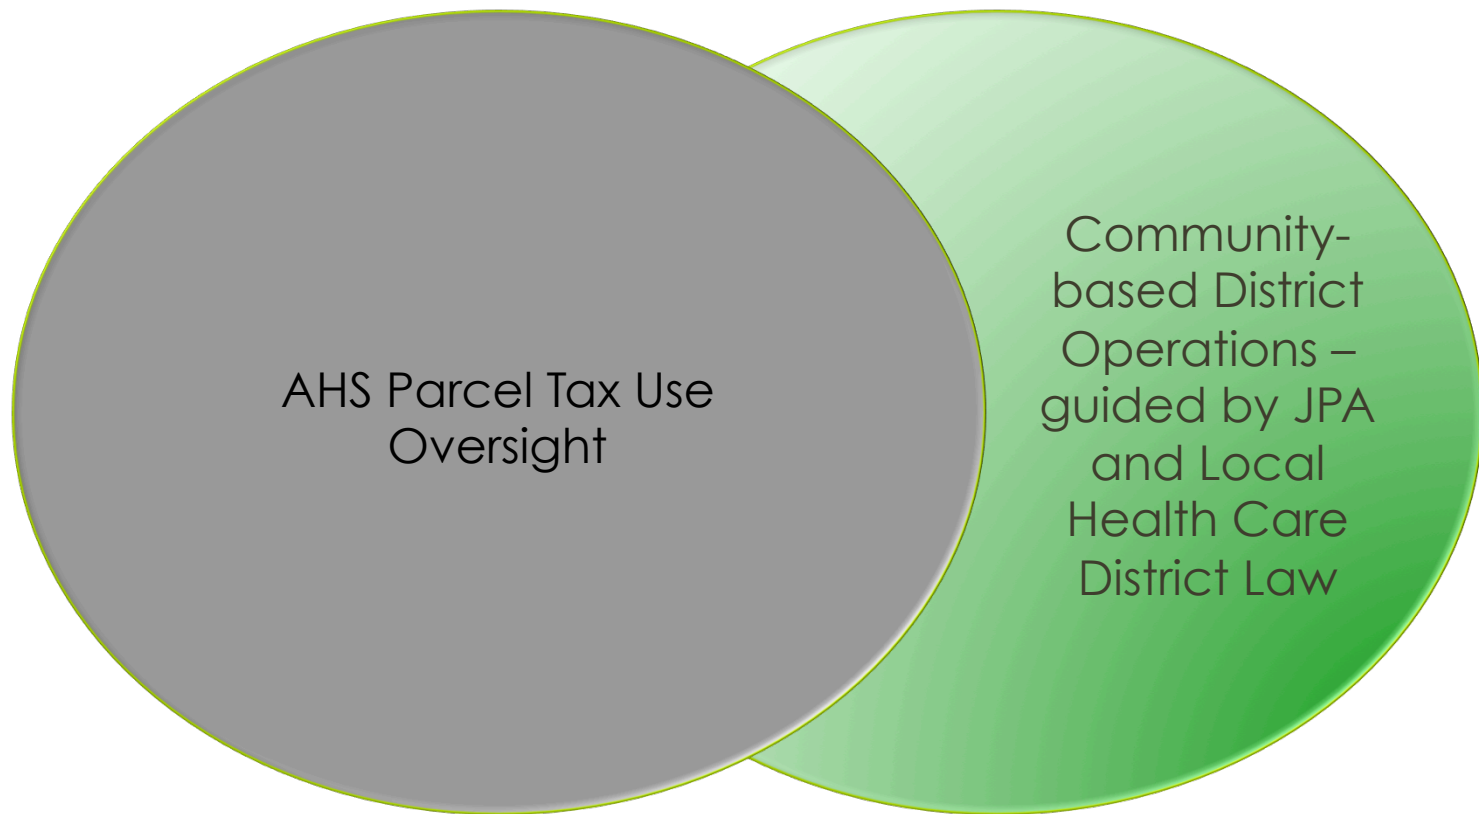 AHS Parcel Tax Use
Oversight
Community-
based District
Operations –
guided by JPA
and Local
Health Care
District Law